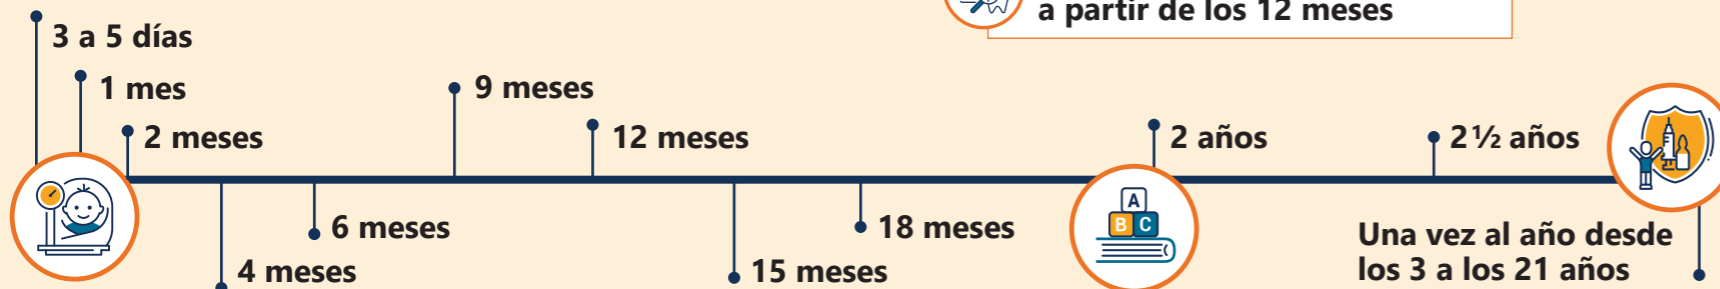 a partir de los 12 meses
3 a 5 días
1 mes
2 meses
4 meses
6 meses
9 meses
12 meses
15 meses
18 meses
2 años
2½ años
Una vez al año desde
los 3 a los 21 años
A
B C